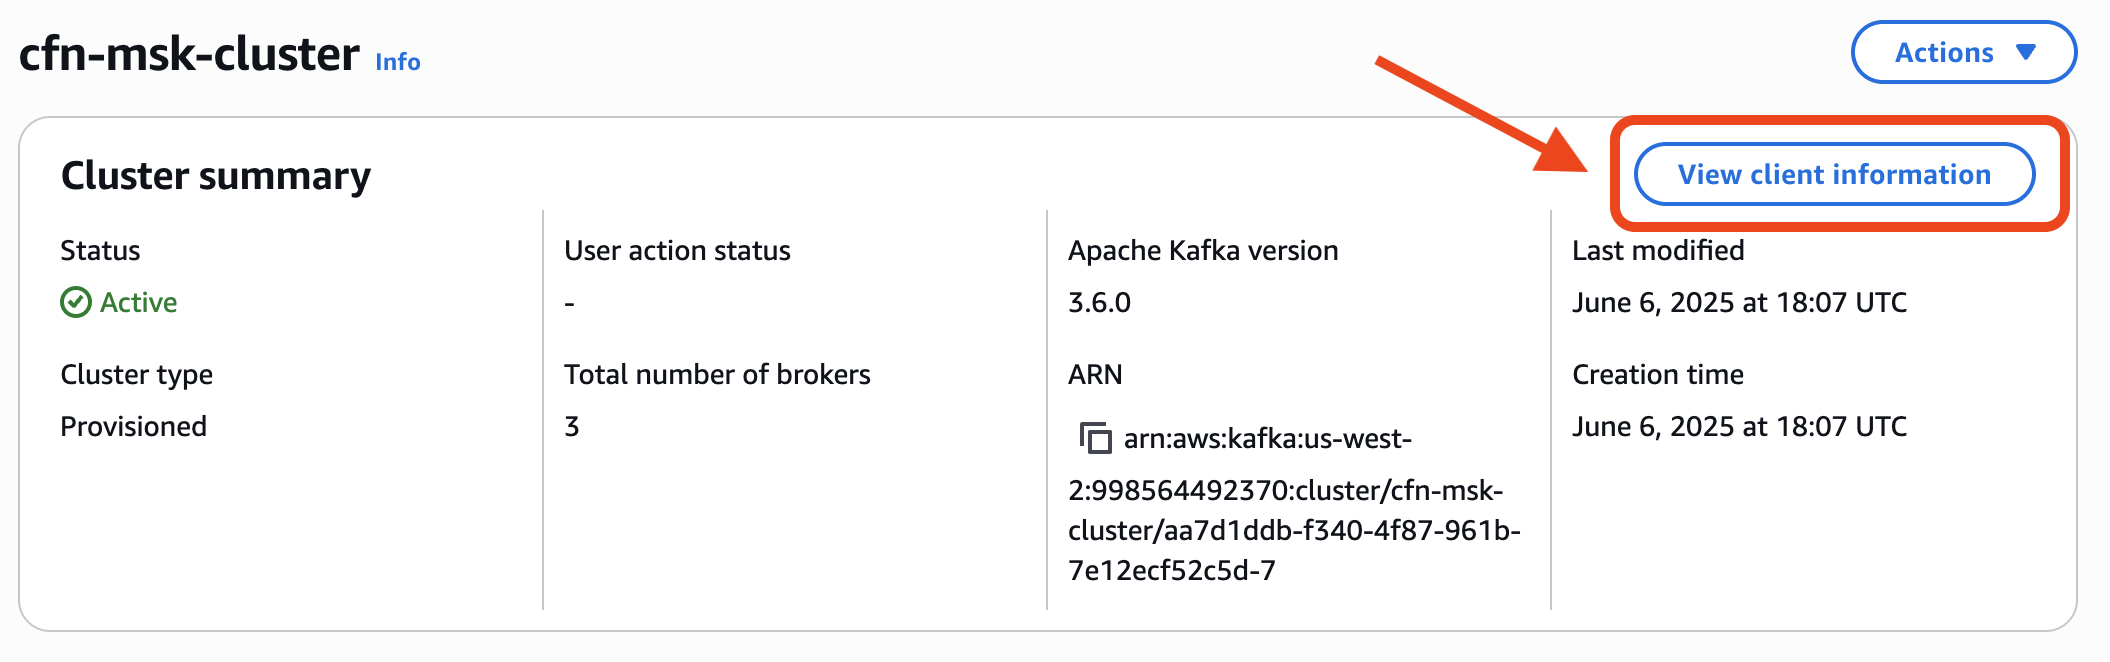 cfn-msk-cluster Info
Actions
Cluster summary
View client information
Status
Active
Cluster type
Provisioned
User action status
-
Total number of brokers
3
Apache Kafka version
3.6.0
ARN
arn:aws:kafka:us-west-
2:998564492370:cluster/cfn-msk-
cluster/aa7d1ddb-f340-4f87-961b-
7e12ecf52c5d-7
Last modified
June 6, 2025 at 18:07 UTC
Creation time
June 6, 2025 at 18:07 UTC